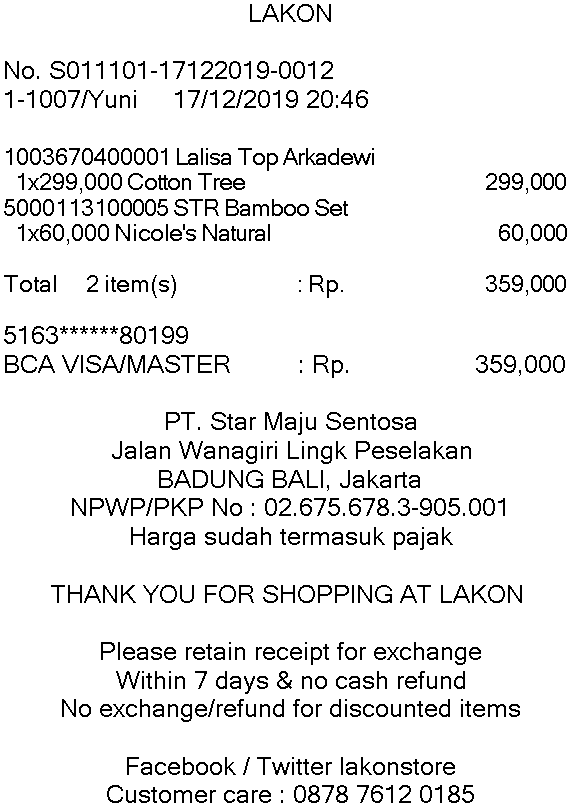 LAKON
No. S011101-17122019-0012
1-1007/Yuni 17/12/2019 20:46
1003670400001 Lalisa Top Arkadewi
1x299,000 Cotton Tree 299,000
5000113100005 STR Bamboo Set
1x60,000 Nicole's Natural 60,000
Total 2 item(s) : Rp. 359,000
5163******80199
BCA VISA/MASTER : Rp. 359,000
PT. Star Maju Sentosa
Jalan Wanagiri Lingk Peselakan
BADUNG BALI, Jakarta
NPWP/PKP No : 02.675.678.3-905.001
Harga sudah termasuk pajak
THANK YOU FOR SHOPPING AT LAKON
Please retain receipt for exchange
Within 7 days & no cash refund
No exchange/refund for discounted items
Facebook / Twitter lakonstore
Customer care : 0878 7612 0185